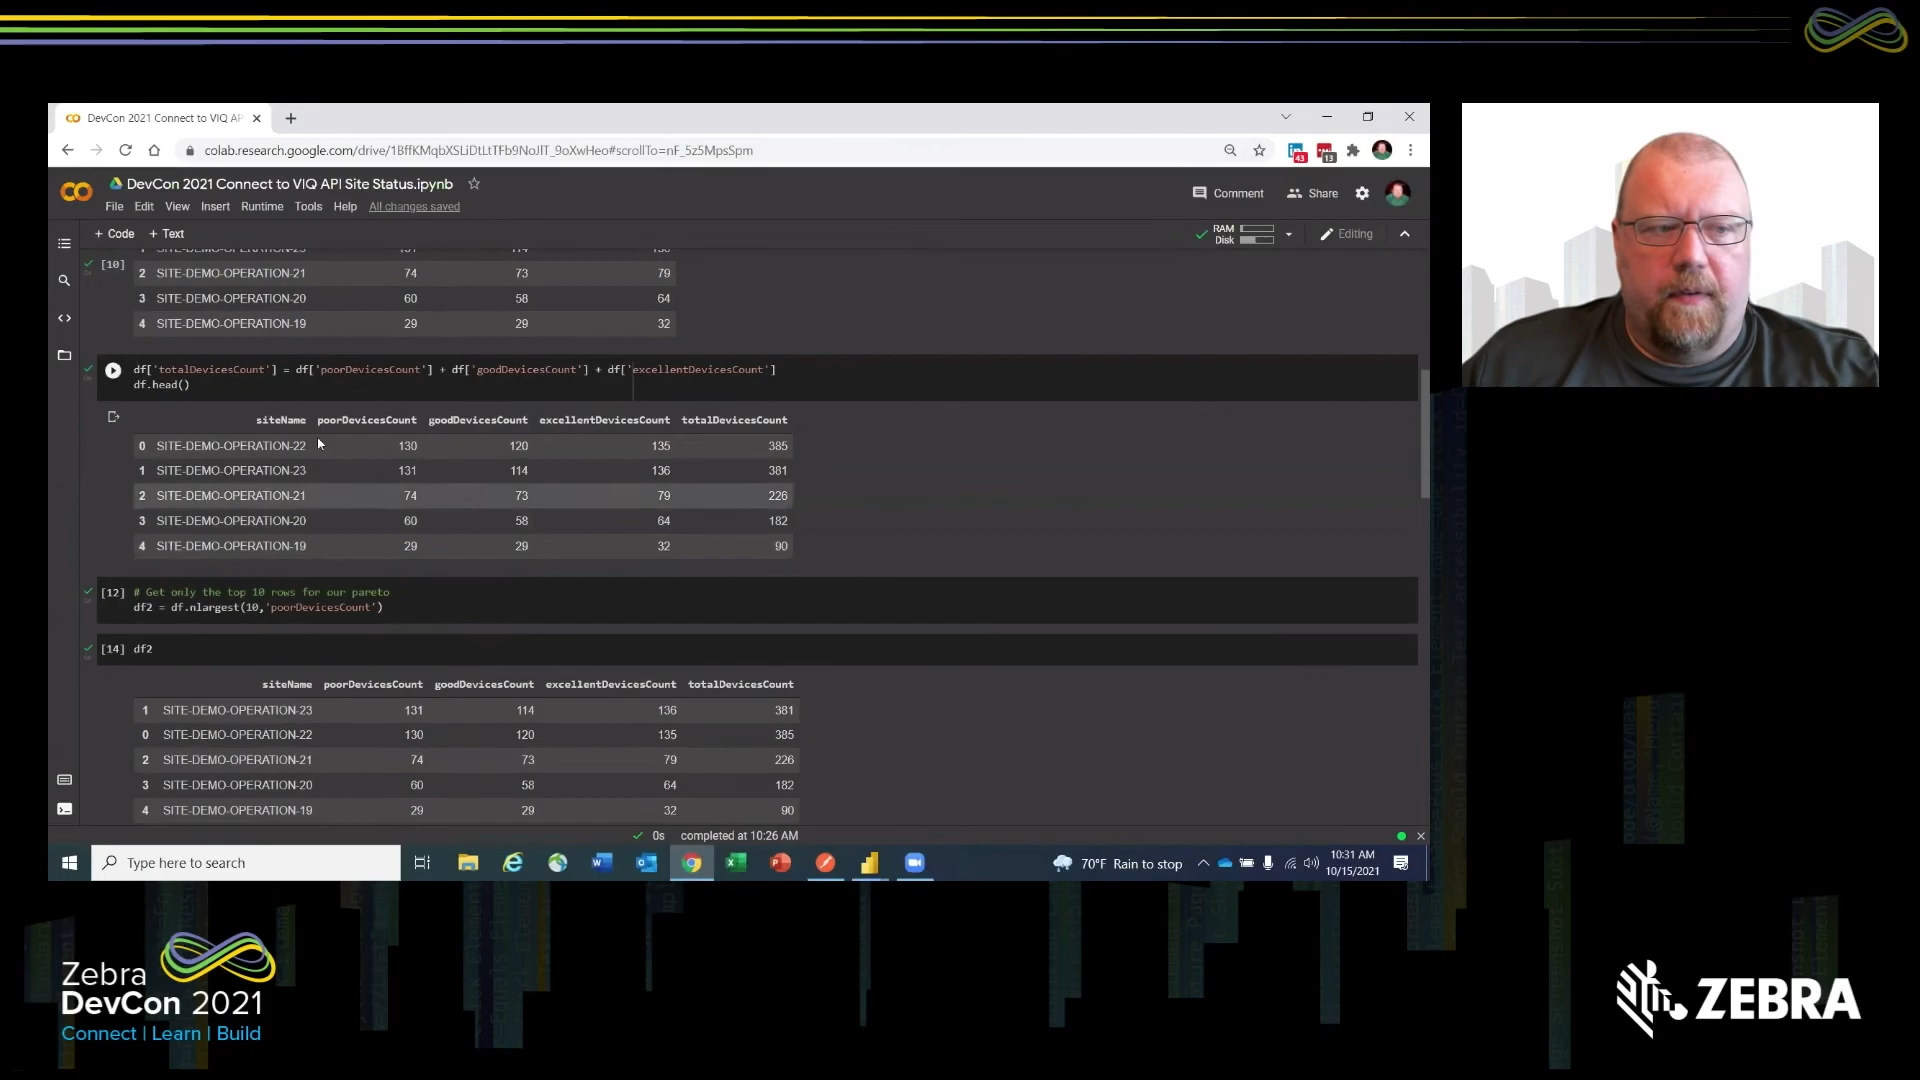 DevCon 2021 Connect to VIQ AP
colab.research.google.com/drive/1BffKMqbXSLiDtLtTFb9NoJlT_9oXwHeo#scrollTo=nF_5z5MpsSpm
43
13
DevCon 2021 Connect to VIQ API Site Status.ipynb
Comment
Share
File Edit View Insert Runtime Tools Help All changes saved
+ Code + Text
RAM
Disk
Editing
[10]
2 SITE-DEMO-OPERATION-21 74 73 79
3 SITE-DEMO-OPERATION-20 60 58 64
4 SITE-DEMO-OPERATION-19 29 29 32
df['totalDevicesCount'] = df['poorDevicesCount'] + df['goodDevicesCount'] + df['excellentDevicesCount']
df.head()
siteName poorDevicesCount goodDevicesCount excellentDevicesCount totalDevicesCount
0 SITE-DEMO-OPERATION-22 130 120 135 385
1 SITE-DEMO-OPERATION-23 131 114 136 381
2 SITE-DEMO-OPERATION-21 74 73 79 226
3 SITE-DEMO-OPERATION-20 60 58 64 182
4 SITE-DEMO-OPERATION-19 29 29 32 90
[12] # Get only the top 10 rows for our pareto
df2 = df.nlargest(10,'poorDevicesCount')
[14] df2
siteName poorDevicesCount goodDevicesCount excellentDevicesCount totalDevicesCount
1 SITE-DEMO-OPERATION-23 131 114 136 381
0 SITE-DEMO-OPERATION-22 130 120 135 385
2 SITE-DEMO-OPERATION-21 74 73 79 226
3 SITE-DEMO-OPERATION-20 60 58 64 182
4 SITE-DEMO-OPERATION-19 29 29 32 90
0s completed at 10:26 AM
Type here to search
70°F Rain to stop
10:31 AM
10/15/2021
Zebra
DevCon 2021
Connect | Learn | Build
ZEBRA